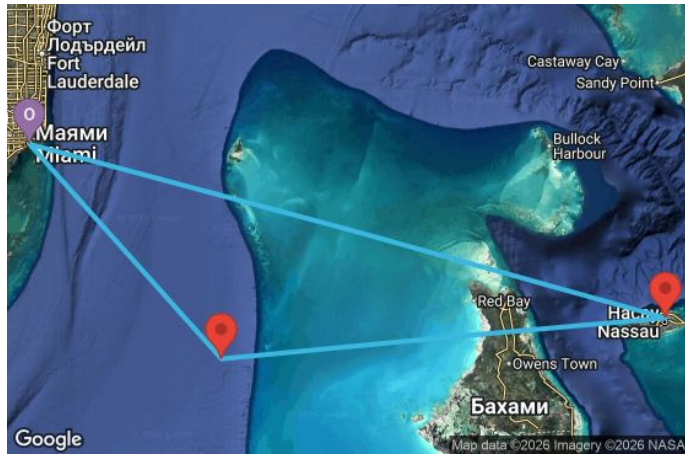 Форт
Лодърдейл
Fort
Lauderdale
Castaway Cay
Sandy Point
0
Маями
Miami
Bullock
Harbour
Red Bay
Nassau
Owens Town
Бахами
Google
Map data ©2026 Imagery ©2026 NASA